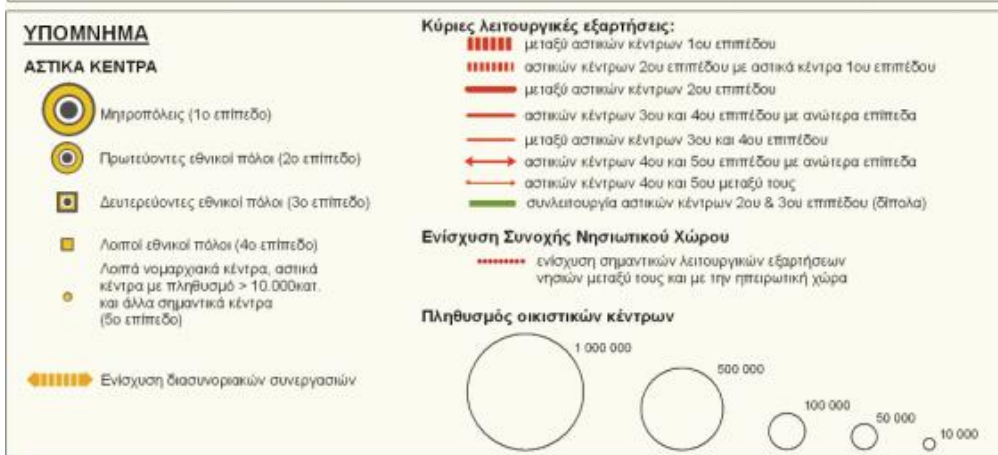 ΥΠΟΜΝΗΜΑ
ΑΣΤΙΚΑ ΚΕΝΤΡΑ
Μητροπόλεις (1ο επίπεδο)
Πρωτεύοντες εθνικοί πόλοι (2ο επίπεδο)
Δευτερεύοντες εθνικοί πόλοι (3ο επίπεδο)
Λοιποί εθνικοί πόλοι (4ο επίπεδο)
Λοιπά νομαρχιακά κέντρα, αστικά
κέντρα με πληθυσμό > 10.000κατ.
και άλλα σημαντικά κέντρα
(5ο επίπεδο)
Ενίσχυση διασυνοριακών συνεργασιών
Κύριες λειτουργικές εξαρτήσεις:
μεταξύ αστικών κέντρων 1ου επιπέδου
αστικών κέντρων 2ου επιπέδου με αστικά κέντρα 1ου επιπέδου
μεταξύ αστικών κέντρων 2ου επιπέδου
αστικών κέντρων 3ου και 4ου επιπέδου με ανώτερα επίπεδα
μεταξύ αστικών κέντρων 3ου και 4ου επιπέδου
αστικών κέντρων 4ου και 5ου επιπέδου με ανώτερα επίπεδα
αστικών κέντρων 4ου και 5ου μεταξύ τους
συνλειτουργία αστικών κέντρων 2ου & 3ου επιπέδου (δίπολα)
Ενίσχυση Συνοχής Νησιωτικού Χώρου
ενίσχυση σημαντικών λειτουργικών εξαρτήσεων
νησιών μεταξύ τους και με την ηπειρωτική χώρα
Πληθυσμός οικιστικών κέντρων
1 000 000
500 000
100 000
50 000
10 000